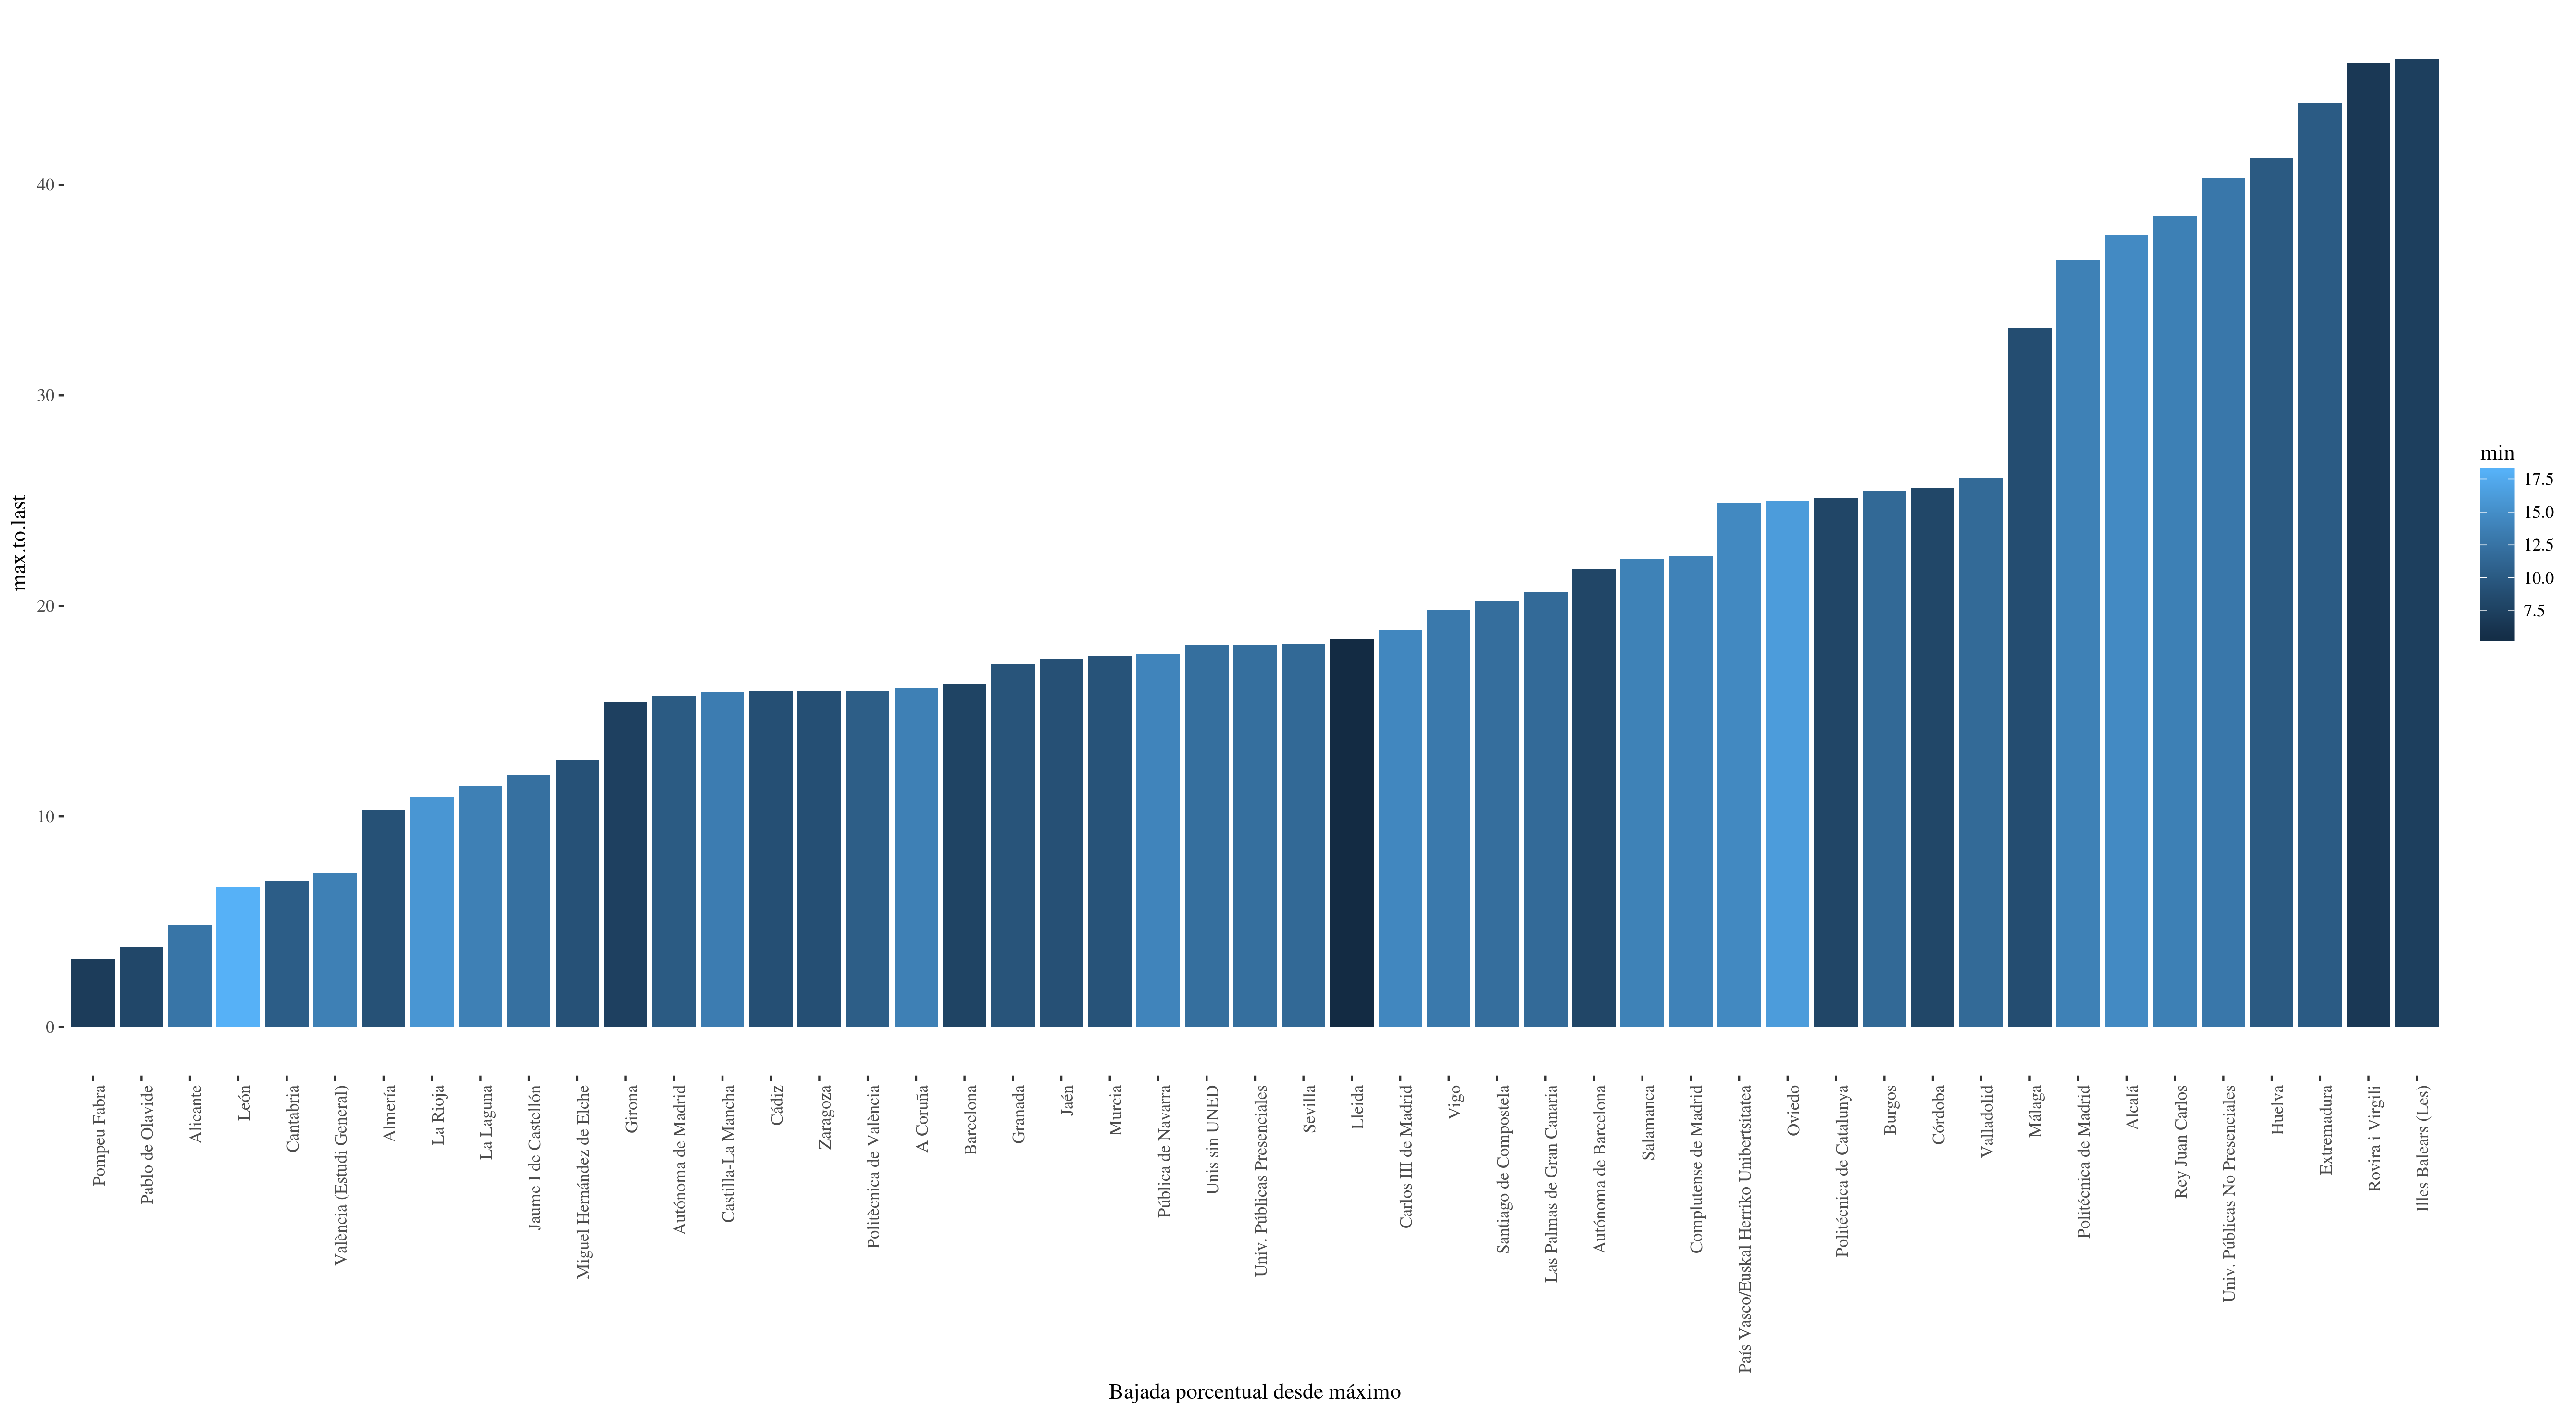 max.to.last
40
30
20
10
0
Pompeu Fabra
Pablo de Olavide
Alicante
León
Cantabria
València (Estudi General)
Almería
La Rioja
La Laguna
Jaume I de Castellón
Miguel Hernández de Elche
Girona
Autónoma de Madrid
Castilla-La Mancha
Cádiz
Zaragoza
Politècnica de València
A Coruña
Barcelona
Granada
Jaén
Murcia
Pública de Navarra
Unis sin UNED
Univ. Públicas Presenciales
Sevilla
Lleida
Carlos III de Madrid
Vigo
Santiago de Compostela
Las Palmas de Gran Canaria
Autónoma de Barcelona
Salamanca
Complutense de Madrid
País Vasco/Euskal Herriko Unibertsitatea
Oviedo
Politécnica de Catalunya
Burgos
Córdoba
Valladolid
Málaga
Politécnica de Madrid
Alcalá
Rey Juan Carlos
Univ. Públicas No Presenciales
Huelva
Extremadura
Rovira i Virgili
Illes Balears (Les)
Bajada porcentual desde máximo
min
17.5
15.0
12.5
10.0
7.5